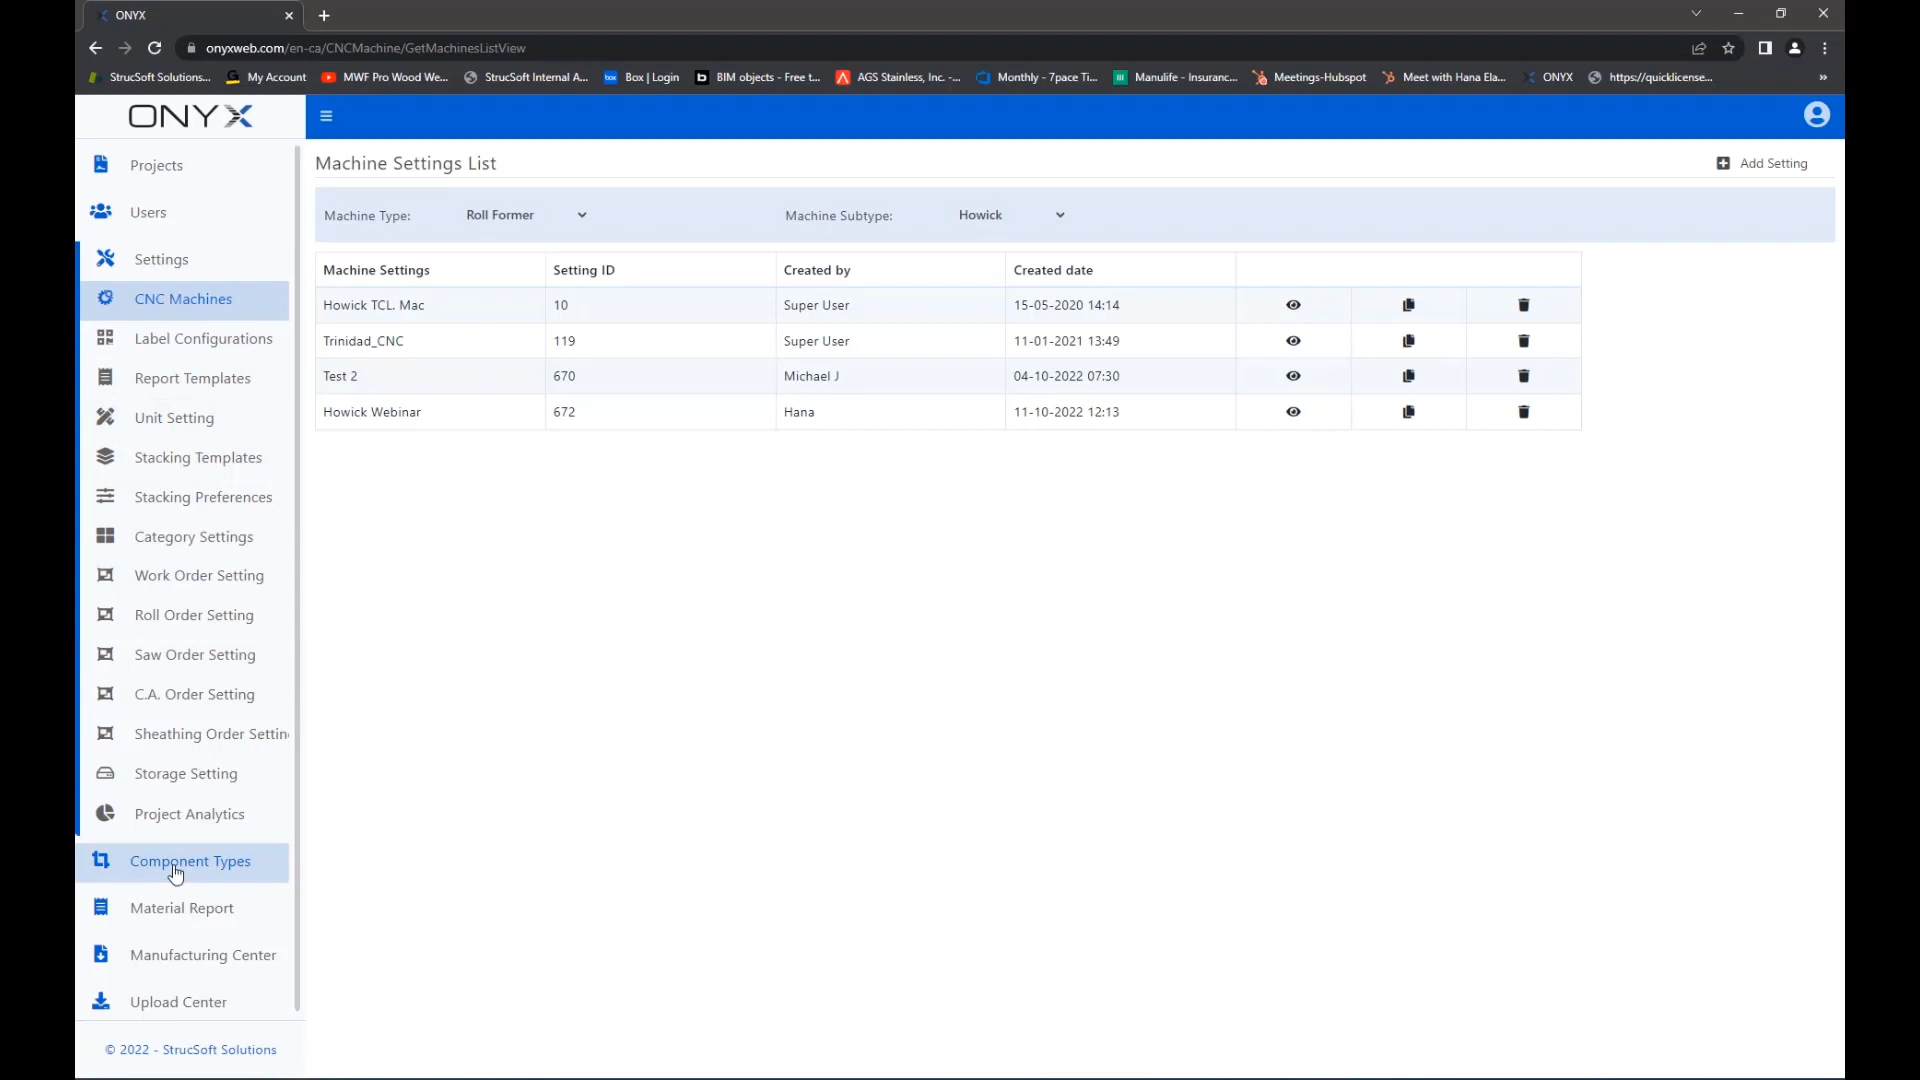 ONYX
onyxweb.com/en-ca/CNCMachine/GetMachinesListView
StrucSoft Solutions...
My Account
MWF Pro Wood We...
StrucSoft Internal A...
Box | Login
BIM objects - Free t...
AGS Stainless, Inc. -...
Monthly - 7pace Ti...
Manulife - Insuranc...
Meetings-Hubspot
Meet with Hana Ela...
ONYX
https://quicklicense...
»
ONYX
Projects
Users
Settings
CNC Machines
Label Configurations
Report Templates
Unit Setting
Stacking Templates
Stacking Preferences
Category Settings
Work Order Setting
Roll Order Setting
Saw Order Setting
C.A. Order Setting
Sheathing Order Settin
Storage Setting
Project Analytics
Component Types
Material Report
Manufacturing Center
Upload Center
© 2022 - StrucSoft Solutions
Machine Settings List
Add Setting
Machine Type: Roll Former Machine Subtype: Howick
Machine Settings Setting ID Created by Created date
Howick TCL. Mac 10 Super User 15-05-2020 14:14
Trinidad_CNC 119 Super User 11-01-2021 13:49
Test 2 670 Michael J 04-10-2022 07:30
Howick Webinar 672 Hana 11-10-2022 12:13